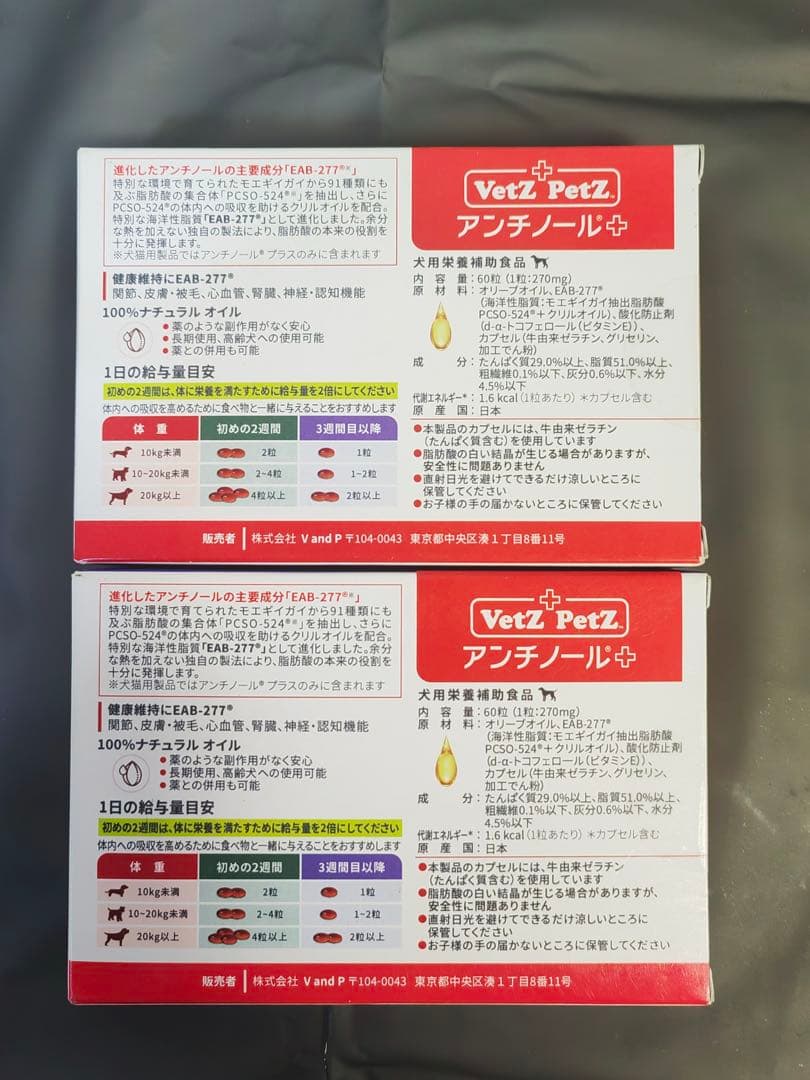 進化したアンチノールの主要成分「EAB-277®※」
特別な環境で育てられたモエギイガイから91種類にも
及ぶ脂肪酸の集合体「PCSO-524®※」を抽出し、さらに
PCSO-524®の体内への吸収を助けるクリルオイルを配合。
特別な海洋性脂質「EAB-277®」として進化しました。余分
な熱を加えない独自の製法により、脂肪酸の本来の役割を
十分に発揮します。
※犬猫用製品ではアンチノール® プラスのみに含まれます
健康維持にEAB-277®
関節、皮膚・被毛、心血管、腎臓、神経・認知機能
100%ナチュラル オイル
●薬のような副作用がなく安心
●長期使用、高齢犬への使用可能
●薬との併用も可能
1日の給与量目安
初めの2週間は、体に栄養を満たすために給与量を2倍にしてください
体内への吸収を高めるために食べ物と一緒に与えることをおすすめします
体 重 初めの2週間 3週間目以降
10kg未満 2粒 1粒
10~20kg未満 2~4粒 1~2粒
20kg以上 4粒以上 2粒以上
VetZ PetZ™
アンチノール®+
犬用栄養補助食品
内容量:60粒(1粒:270mg)
原材料:オリーブオイル、EAB-277®
(海洋性脂質:モエギイガイ抽出脂肪酸
PCSO-524®+クリルオイル)、酸化防止剤
(d-α-トコフェロール(ビタミンE))、
カプセル(牛由来ゼラチン、グリセリン、
加工でん粉)
成分:たんぱく質29.0%以上、脂質51.0%以上、
粗繊維0.1%以下、灰分0.6%以下、水分
4.5%以下
代謝エネルギー*:1.6 kcal(1粒あたり)*カプセル含む
原産国:日本
●本製品のカプセルには、牛由来ゼラチン
(たんぱく質含む)を使用しています
●脂肪酸の白い結晶が生じる場合がありますが、
安全性に問題ありません
●直射日光を避けてできるだけ涼しいところに
保管してください
●お子様の手の届かないところに保管してください
販売者 株式会社 V and P 〒104-0043 東京都中央区湊1丁目8番11号
進化したアンチノールの主要成分「EAB-277®※」
特別な環境で育てられたモエギイガイから91種類にも
及ぶ脂肪酸の集合体「PCSO-524®※」を抽出し、さらに
PCSO-524®の体内への吸収を助けるクリルオイルを配合。
特別な海洋性脂質「EAB-277®」として進化しました。余分
な熱を加えない独自の製法により、脂肪酸の本来の役割を
十分に発揮します。
※犬猫用製品ではアンチノール® プラスのみに含まれます
健康維持にEAB-277®
関節、皮膚・被毛、心血管、腎臓、神経・認知機能
100%ナチュラル オイル
●薬のような副作用がなく安心
●長期使用、高齢犬への使用可能
●薬との併用も可能
1日の給与量目安
初めの2週間は、体に栄養を満たすために給与量を2倍にしてください
体内への吸収を高めるために食べ物と一緒に与えることをおすすめします
体 重 初めの2週間 3週間目以降
10kg未満 2粒 1粒
10~20kg未満 2~4粒 1~2粒
20kg以上 4粒以上 2粒以上
VetZ PetZ™
アンチノール®+
犬用栄養補助食品
内容量:60粒(1粒:270mg)
原材料:オリーブオイル、EAB-277®
(海洋性脂質:モエギイガイ抽出脂肪酸
PCSO-524®+クリルオイル)、酸化防止剤
(d-α-トコフェロール(ビタミンE))、
カプセル(牛由来ゼラチン、グリセリン、
加工でん粉)
成分:たんぱく質29.0%以上、脂質51.0%以上、
粗繊維0.1%以下、灰分0.6%以下、水分
4.5%以下
代謝エネルギー*:1.6 kcal(1粒あたり)*カプセル含む
原産国:日本
●本製品のカプセルには、牛由来ゼラチン
(たんぱく質含む)を使用しています
●脂肪酸の白い結晶が生じる場合がありますが、
安全性に問題ありません
●直射日光を避けてできるだけ涼しいところに
保管してください
●お子様の手の届かないところに保管してください
販売者 株式会社 V and P 〒104-0043 東京都中央区湊1丁目8番11号